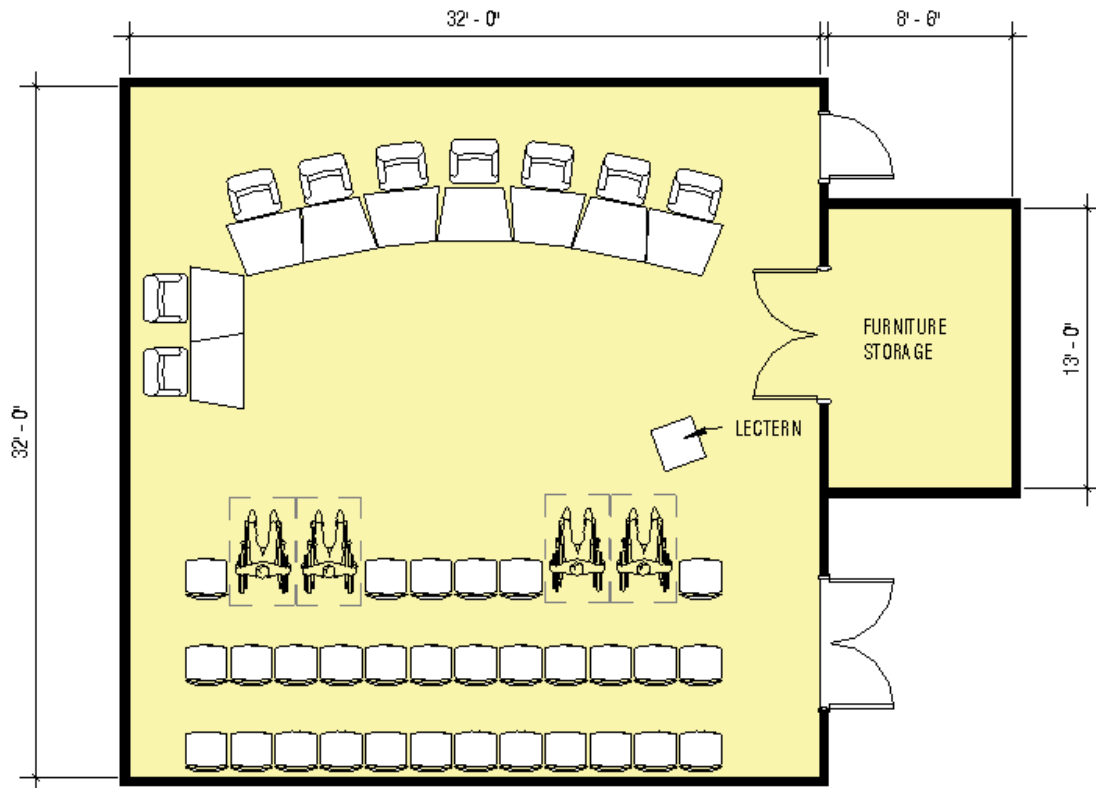 32' - 0"
8' - 6"
32' - 0"
FURNITURE
STORAGE
13' - 0"
LECTERN